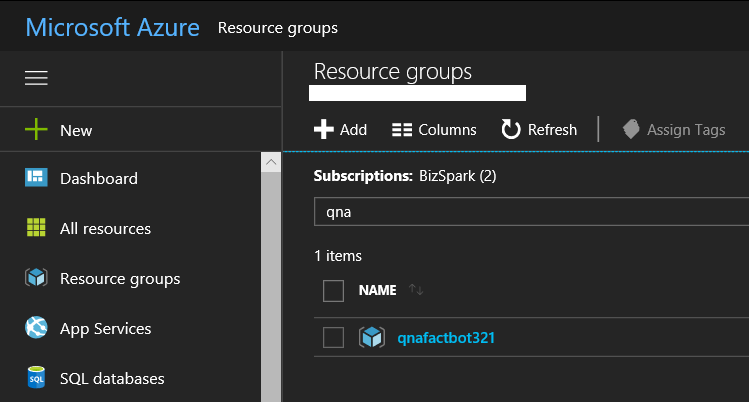 Microsoft Azure Resource groups
New
Dashboard
All resources
Resource groups
App Services
SQL databases
Resource groups
Add Columns Refresh Assign Tags
Subscriptions: BizSpark (2)
qna
1 items
NAME
qnafactbot321